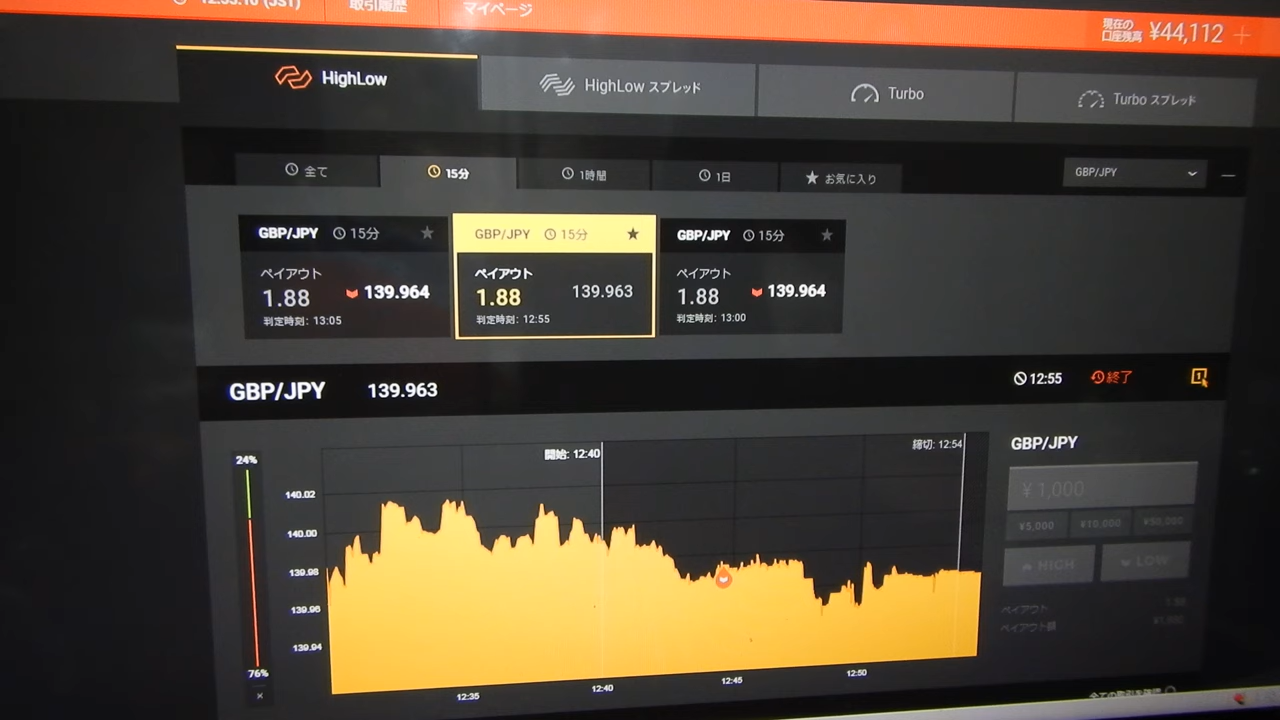 取引履歴
マイページ
現在の
口座残高 ¥44,112
HighLow
HighLow スプレッド
Turbo
Turbo スプレッド
全て
15分
1時間
1日
お気に入り
GBP/JPY
GBP/JPY 15分
ペイアウト
1.88 139.964
判定時刻: 13:05
GBP/JPY 15分
ペイアウト
1.88 139.963
判定時刻: 12:55
GBP/JPY 15分
ペイアウト
1.88 139.964
判定時刻: 13:00
GBP/JPY 139.963
12:55
終了
24%
76%
140.02
140.00
139.98
139.96
139.94
開始: 12:40
締切: 12:54
12:35
12:40
12:45
12:50
GBP/JPY
¥ 1,000
¥5,000
¥10,000
¥50,000
HIGH
LOW
ペイアウト
ペイアウト額